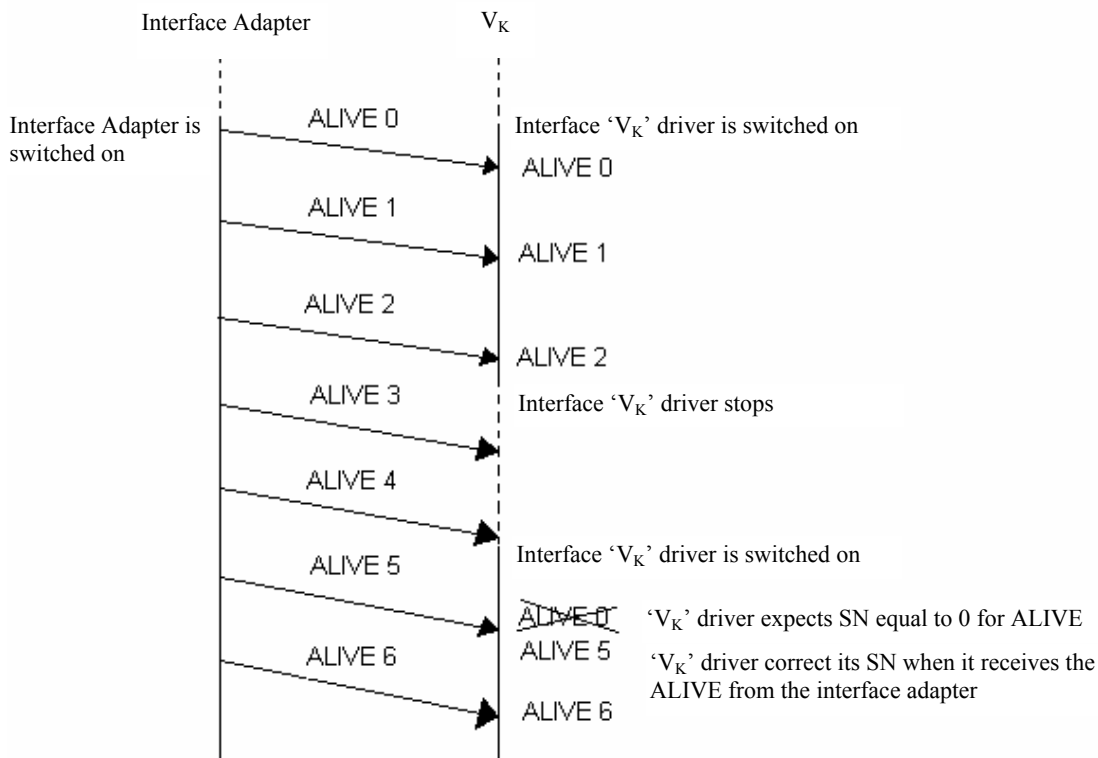 Interface Adapter
V_K
Interface Adapter is
switched on
ALIVE 0
Interface ‘V_K’ driver is switched on
ALIVE 0
ALIVE 1
ALIVE 1
ALIVE 2
ALIVE 2
ALIVE 3
Interface ‘V_K’ driver stops
ALIVE 4
Interface ‘V_K’ driver is switched on
ALIVE 5
ALIVE 0
‘V_K’ driver expects SN equal to 0 for ALIVE
ALIVE 5
‘V_K’ driver correct its SN when it receives the
ALIVE from the interface adapter
ALIVE 6
ALIVE 6